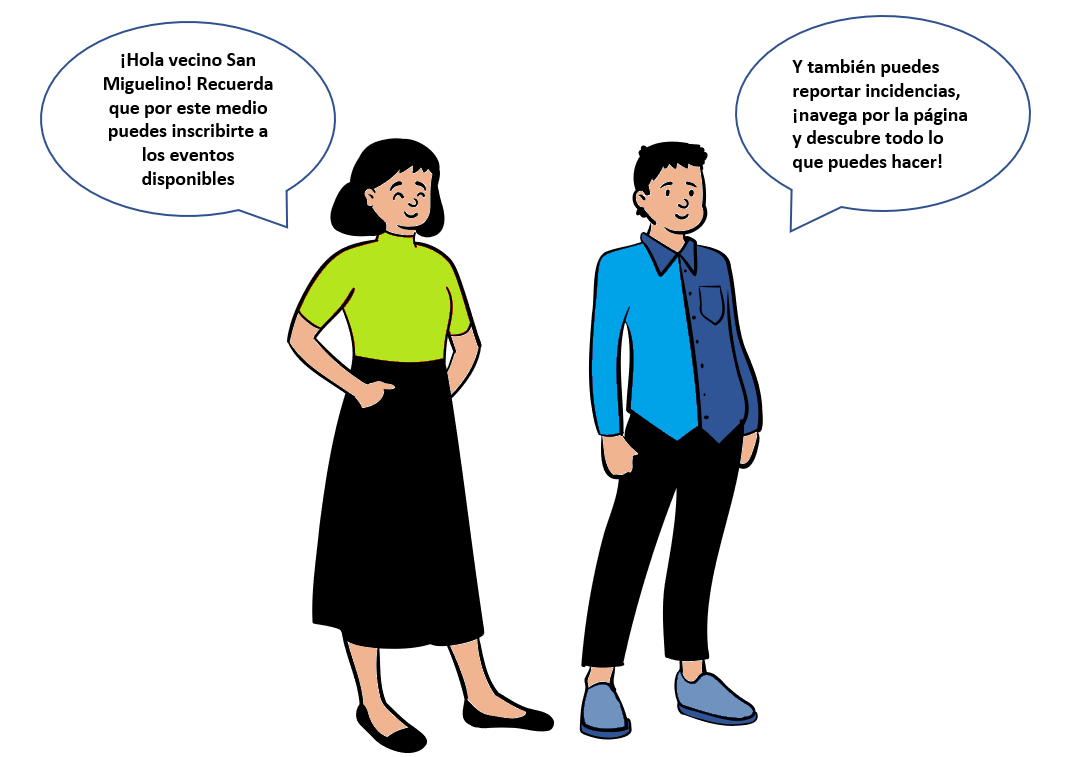 ¡Hola vecino San
Miguelino! Recuerda
que por este medio
puedes inscribirte a
los eventos
disponibles
Y también puedes
reportar incidencias,
¡navega por la página
y descubre todo lo
que puedes hacer!